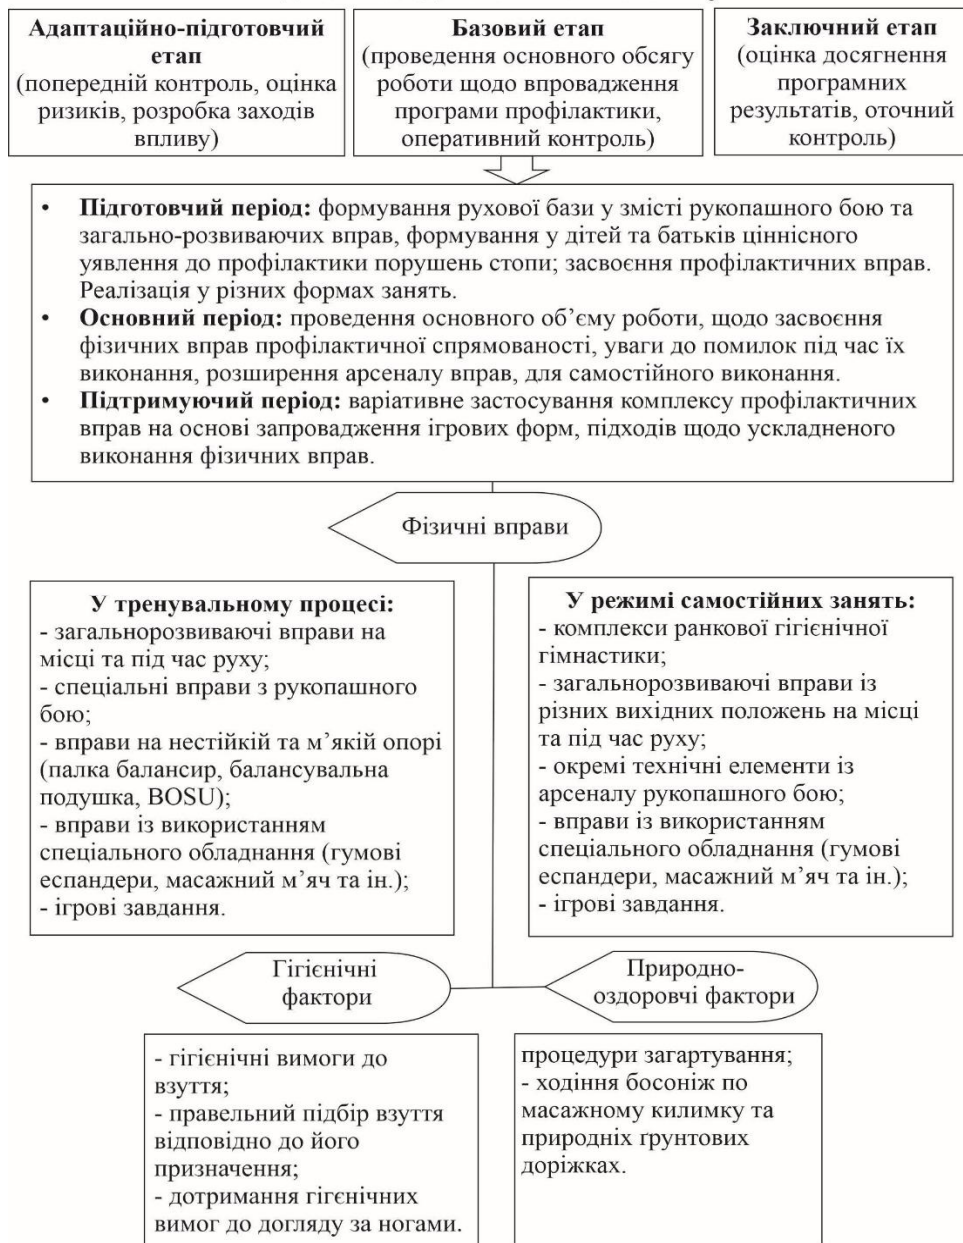 Адаптаційно-підготовчий
етап
(попередній контроль, оцінка
ризиків, розробка заходів
впливу)
Базовий етап
(проведення основного обсягу
роботи щодо впровадження
програми профілактики,
оперативний контроль)
Заключний етап
(оцінка досягнення
програмних
результатів, оточний
контроль)
• Підготовчий період: формування рухової бази у змісті рукопашного бою та
загально-розвиваючих вправ, формування у дітей та батьків ціннісного
уявлення до профілактики порушень стопи; засвоєння профілактичних вправ.
Реалізація у різних формах занять.
• Основний період: проведення основного об’єму роботи, щодо засвоєння
фізичних вправ профілактичної спрямованості, уваги до помилок під час їх
виконання, розширення арсеналу вправ, для самостійного виконання.
• Підтримуючий період: варіативне застосування комплексу профілактичних
вправ на основі запровадження ігрових форм, підходів щодо ускладненого
виконання фізичних вправ.
Фізичні вправи
У тренувальному процесі:
- загальнорозвиваючі вправи на
місці та під час руху;
- спеціальні вправи з рукопашного
бою;
- вправи на нестійкій та м’якій опорі
(палка балансир, балансувальна
подушка, BOSU);
- вправи із використанням
спеціального обладнання (гумові
еспандери, масажний м’яч та ін.);
- ігрові завдання.
У режимі самостійних занять:
- комплекси ранкової гігієнічної
гімнастики;
- загальнорозвиваючі вправи із
різних вихідних положень на місці
та під час руху;
- окремі технічні елементи із
арсеналу рукопашного бою;
- вправи із використанням
спеціального обладнання (гумові
еспандери, масажний м’яч та ін.);
- ігрові завдання.
Гігієнічні
фактори
Природно-
оздоровчі фактори
- гігієнічні вимоги до
взуття;
- правельний підбір взуття
відповідно до його
призначення;
- дотримання гігєнічних
вимог до догляду за ногами.
процедури загартування;
- ходіння босоніж по
масажному килимку та
природніх ґрунтових
доріжках.